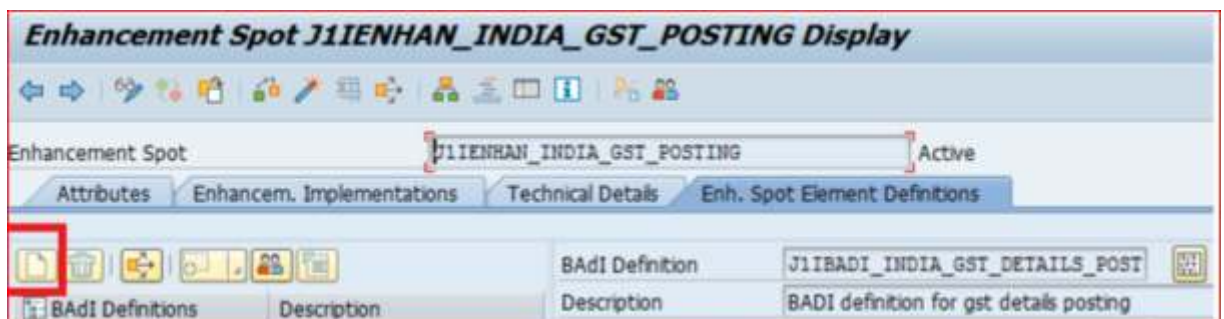 Enhancement Spot J1IENHAN_INDIA_GST_POSTING Display
Enhancement Spot J1IENHAN_INDIA_GST_POSTING Active
Attributes Enhancem. Implementations Technical Details Enh. Spot Element Definitions
BAdI Definition J1IBADI_INDIA_GST_DETAILS_POST
BAdI Definitions Description Description BADI definition for gst details posting